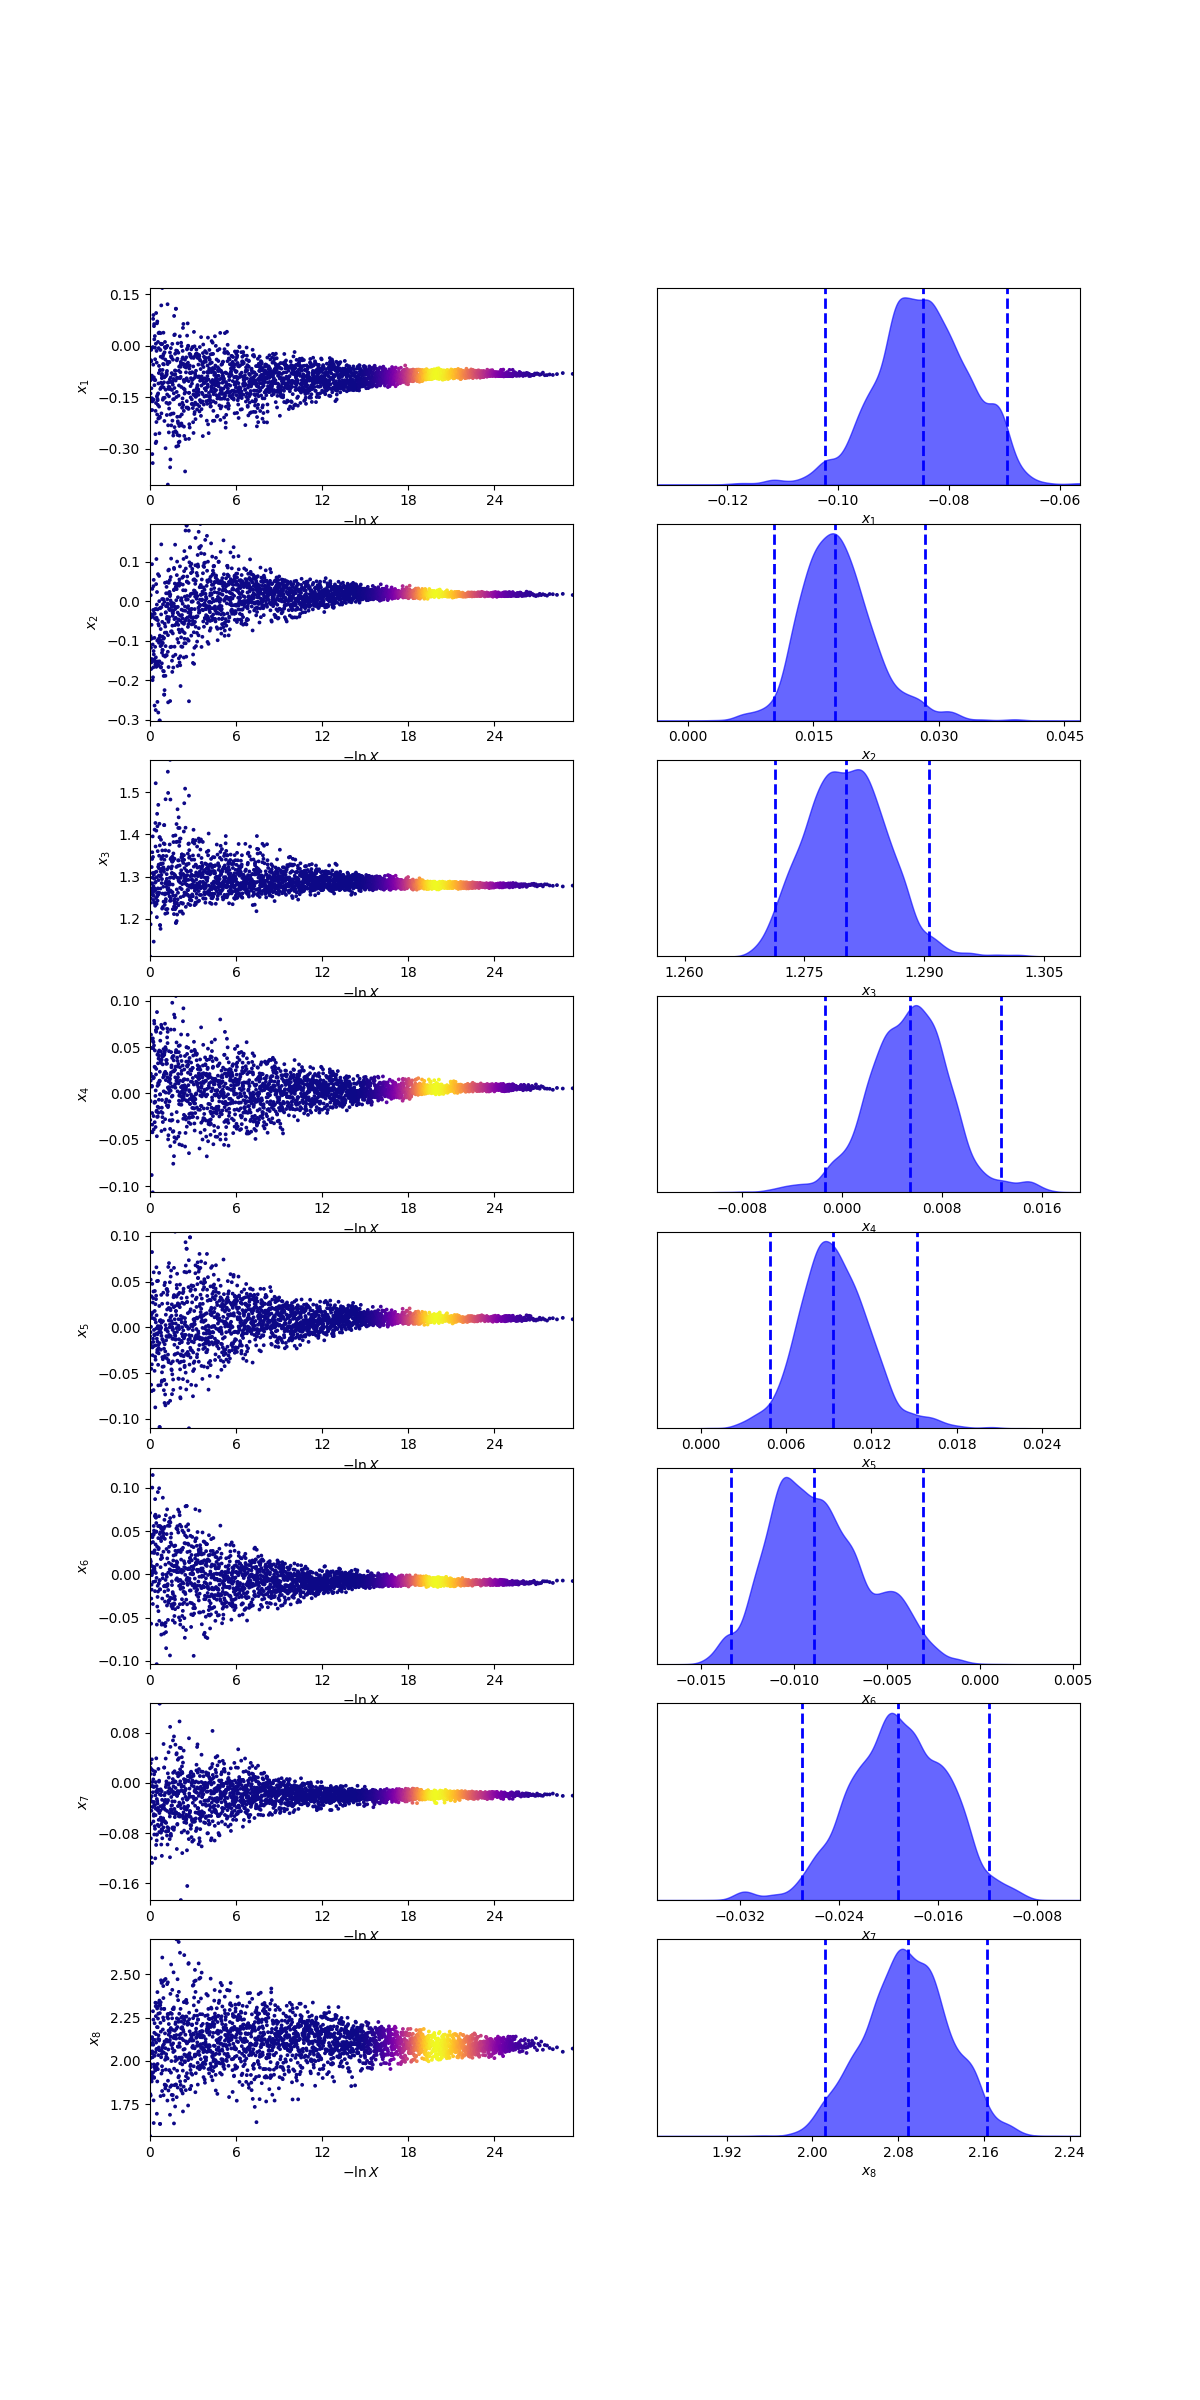 0.15
0.00
−0.15
−0.30
x₁
0 6 12 18 24
−ln X
−0.12 −0.10 −0.08 −0.06
x₁
0.1
0.0
−0.1
−0.2
−0.3
x₂
0 6 12 18 24
−ln X
0.000 0.015 0.030 0.045
x₂
1.5
1.4
1.3
1.2
x₃
0 6 12 18 24
−ln X
1.260 1.275 1.290 1.305
x₃
0.10
0.05
0.00
−0.05
−0.10
x₄
0 6 12 18 24
−ln X
−0.008 0.000 0.008 0.016
x₄
0.10
0.05
0.00
−0.05
−0.10
x₅
0 6 12 18 24
−ln X
0.000 0.006 0.012 0.018 0.024
x₅
0.10
0.05
0.00
−0.05
−0.10
x₆
0 6 12 18 24
−ln X
−0.015 −0.010 −0.005 0.000 0.005
x₆
0.08
0.00
−0.08
−0.16
x₇
0 6 12 18 24
−ln X
−0.032 −0.024 −0.016 −0.008
x₇
2.50
2.25
2.00
1.75
x₈
0 6 12 18 24
−ln X
1.92 2.00 2.08 2.16 2.24
x₈